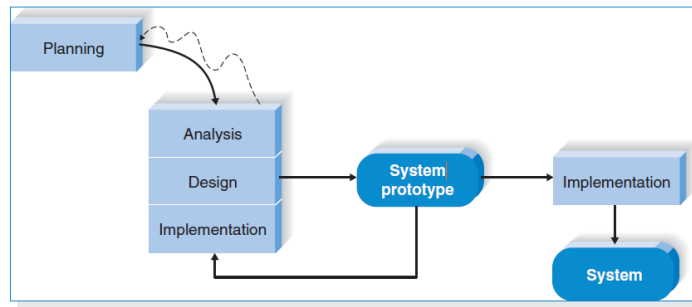 Planning
Analysis
Design
Implementation
System
prototype
Implementation
System